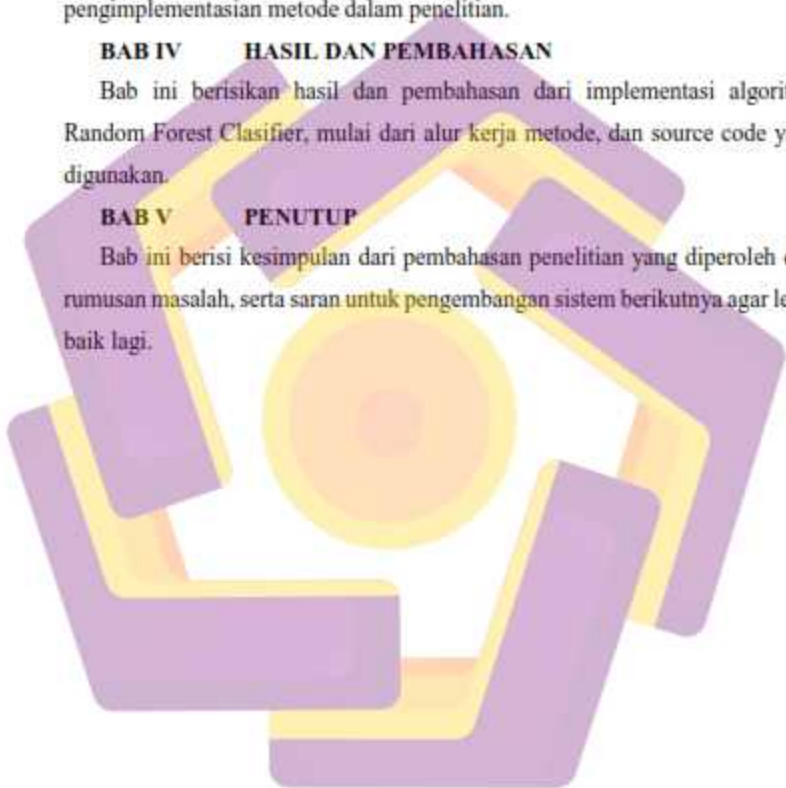 pengimplementasian metode dalam penelitian.
BAB IV HASIL DAN PEMBAHASAN
Bab ini berisikan hasil dan pembahasan dari implementasi algorit
Random Forest Clasifier, mulai dari alur kerja metode, dan source code y
digunakan.
BAB V PENUTUP
Bab ini berisi kesimpulan dari pembahasan penelitian yang diperoleh
rumusan masalah, serta saran untuk pengembangan sistem berikutnya agar le
baik lagi.